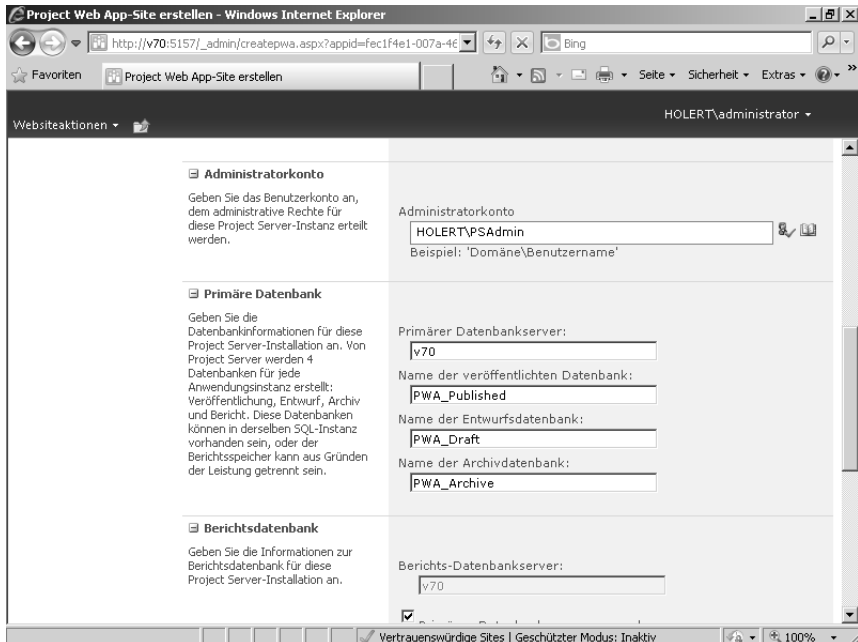 Project Web App-Site erstellen - Windows Internet Explorer
http://v70:5157/_admin/createpwa.aspx?appid=fec1f4e1-007a-4€
Bing
Favoriten
Project Web App-Site erstellen
Seite
Sicherheit
Extras
»
HOLERT\administrator
Websiteaktionen
Administratorkonto
Geben Sie das Benutzerkonto an,
dem administrative Rechte für
diese Project Server-Instanz erteilt
werden.
Administratorkonto
HOLERT\PSAdmin
Beispiel: 'Domäne\Benutzername'
Primäre Datenbank
Geben Sie die
Datenbankinformationen für diese
Project Server-Installation an. Von
Project Server werden 4
Datenbanken für jede
Anwendungsinstanz erstellt:
Veröffentlichung, Entwurf, Archiv
und Bericht. Diese Datenbanken
können in derselben SQL-Instanz
vorhanden sein, oder der
Berichtsspeicher kann aus Gründen
der Leistung getrennt sein.
Primärer Datenbankserver:
v70
Name der veröffentlichten Datenbank:
PWA_Published
Name der Entwurfsdatenbank:
PWA_Draft
Name der Archivdatenbank:
PWA_Archive
Berichtsdatenbank
Geben Sie die Informationen zur
Berichtsdatenbank für diese
Project Server-Installation an.
Berichts-Datenbankserver:
v70
Vertrauenswürdige Sites | Geschützter Modus: Inaktiv
100%